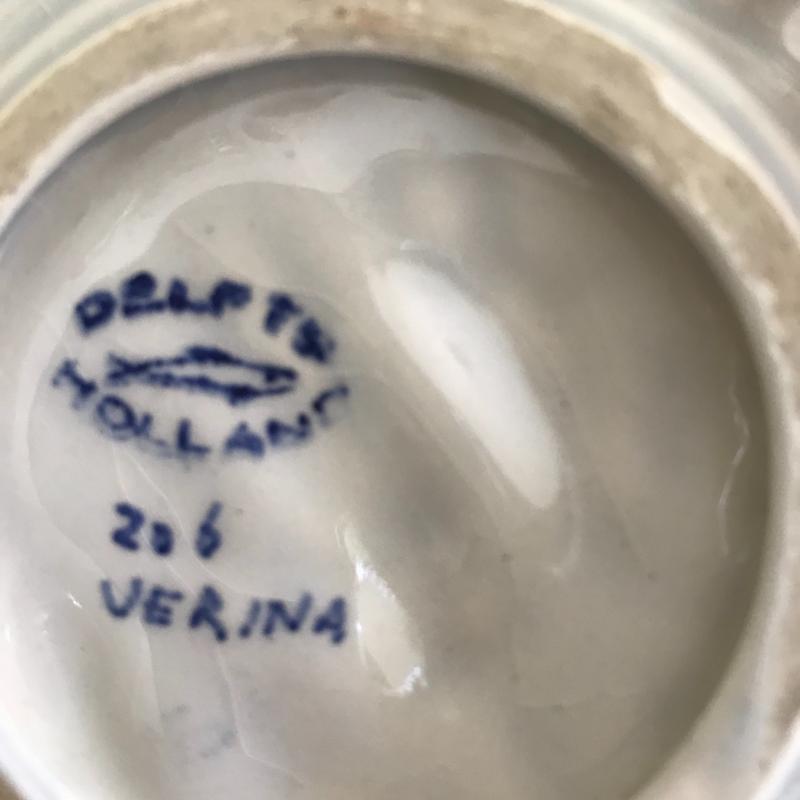 DELFTS
HOLLAND
206
VERINA